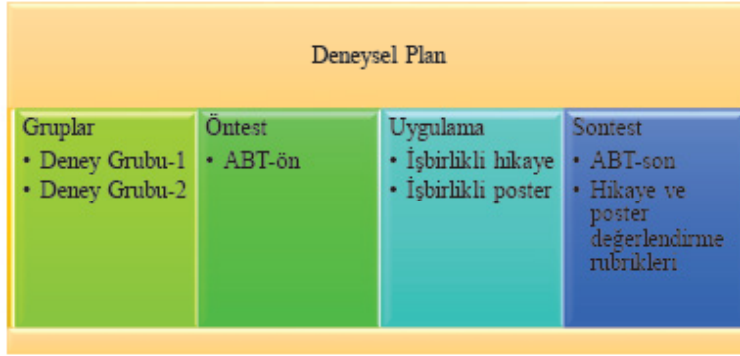 Deneysel Plan
Gruplar
• Deney Grubu-1
• Deney Grubu-2
Öntest
• ABT-ön
Uygulama
• İşbirlikli hikaye
• İşbirlikli poster
Sontest
• ABT-son
• Hikaye ve
poster
değerlendirme
rubrikleri